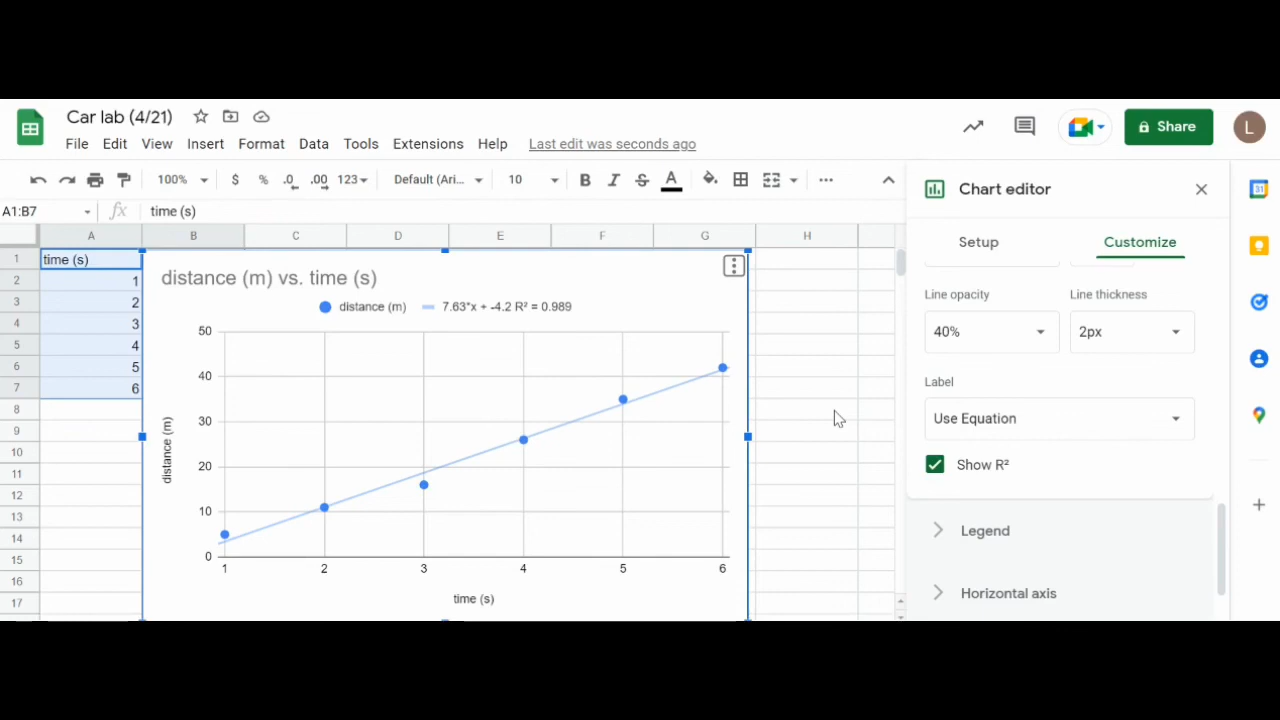 Car lab (4/21)
File Edit View Insert Format Data Tools Extensions Help Last edit was seconds ago
Share
L
100% $ % .0 .00 123 Default (Ari... 10 B I S A
A1:B7 fx time (s)
A B C D E F G H
1 time (s)
2 1
3 2
4 3
5 4
6 5
7 6
8
9
10
11
12
13
14
15
16
17
distance (m) vs. time (s)
distance (m) 7.63*x + -4.2 R² = 0.989
50
40
30
20
10
0
distance (m)
1 2 3 4 5 6
time (s)
Chart editor
Setup Customize
Line opacity Line thickness
40% 2px
Label
Use Equation
Show R²
Legend
Horizontal axis
31